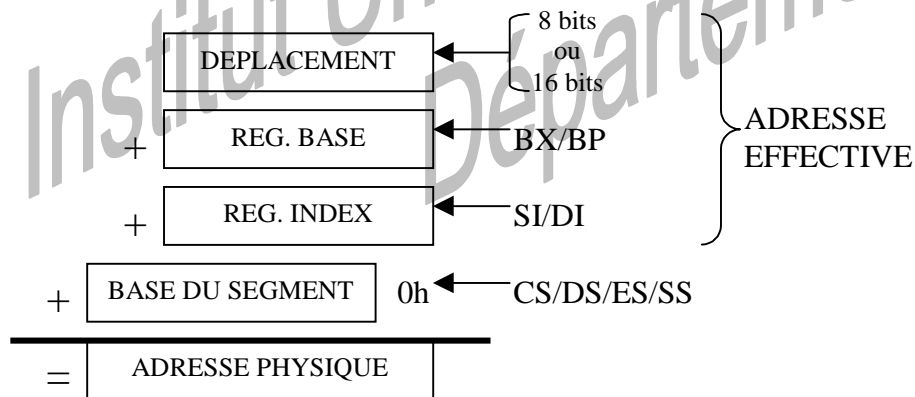 8 bits
DEPLACEMENT ou
16 bits
+ REG. BASE BX/BP
ADRESSE
EFFECTIVE
+ REG. INDEX SI/DI
+ BASE DU SEGMENT 0h CS/DS/ES/SS
= ADRESSE PHYSIQUE
Institut